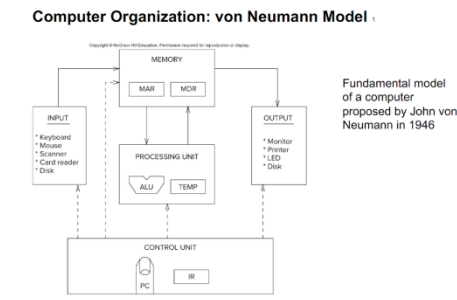 Computer Organization: von Neumann Model 1
Copyright © McGraw Hill Education. Permission required for reproduction or display.
MEMORY
MAR
MDR
INPUT
* Keyboard
* Mouse
* Scanner
* Card reader
* Disk
PROCESSING UNIT
ALU
TEMP
OUTPUT
* Monitor
* Printer
* LED
* Disk
Fundamental model
of a computer
proposed by John von
Neumann in 1946
CONTROL UNIT
PC
IR